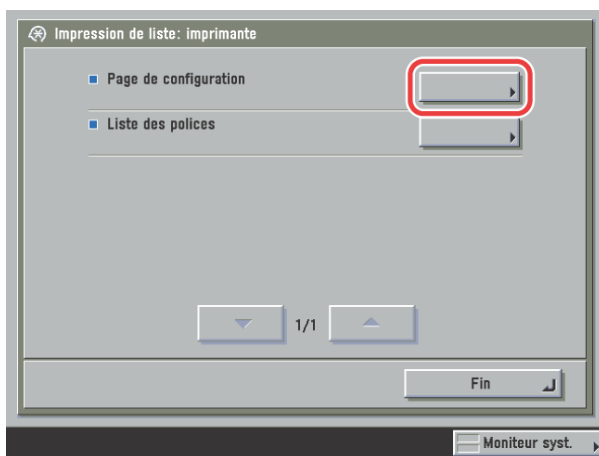 Impression de liste: imprimante
Page de configuration
Liste des polices
1/1
Fin
Moniteur syst.